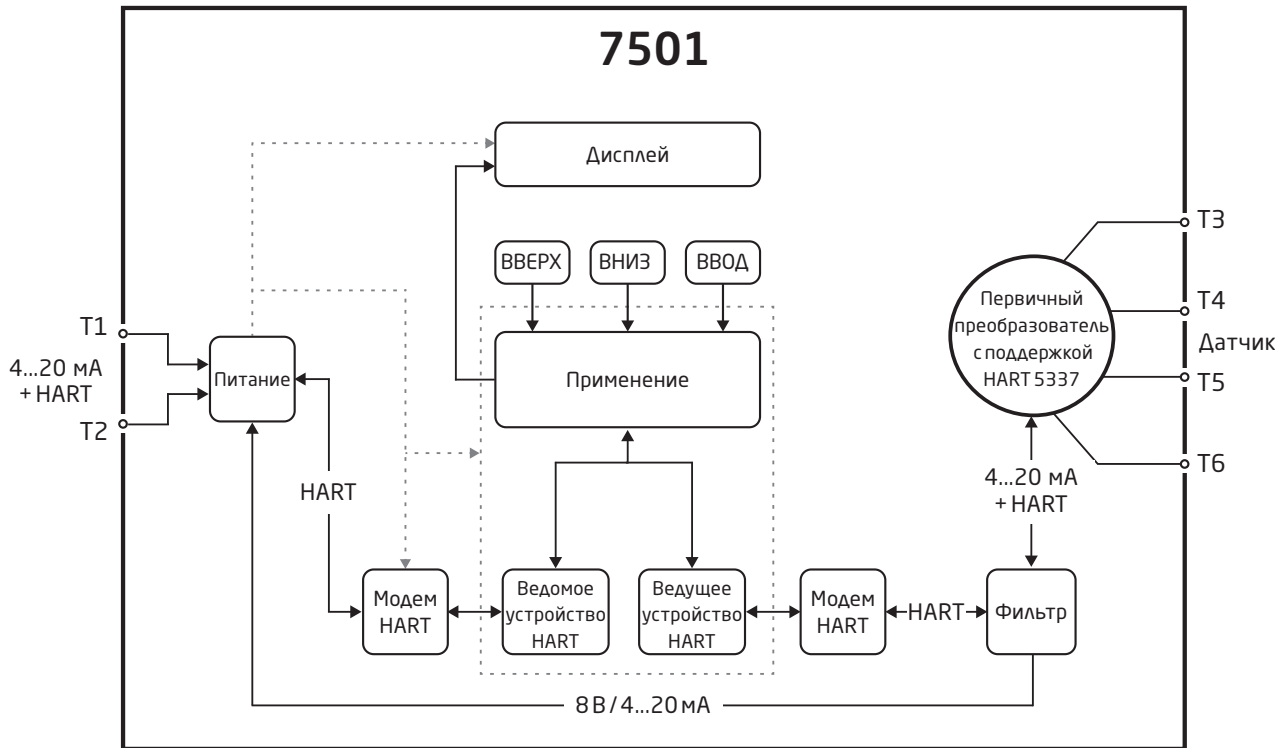 7501
Дисплей
ВВЕРХ
ВНИЗ
ВВОД
T3
T1
4...20 мА
+ HART
T2
Питание
Применение
Первичный
преобразователь
с поддержкой
HART 5337
T4
Датчик
T5
T6
HART
4...20 мА
+ HART
Модем
HART
Ведомое
устройство
HART
Ведущее
устройство
HART
Модем
HART
HART
Фильтр
8 В / 4...20 мА